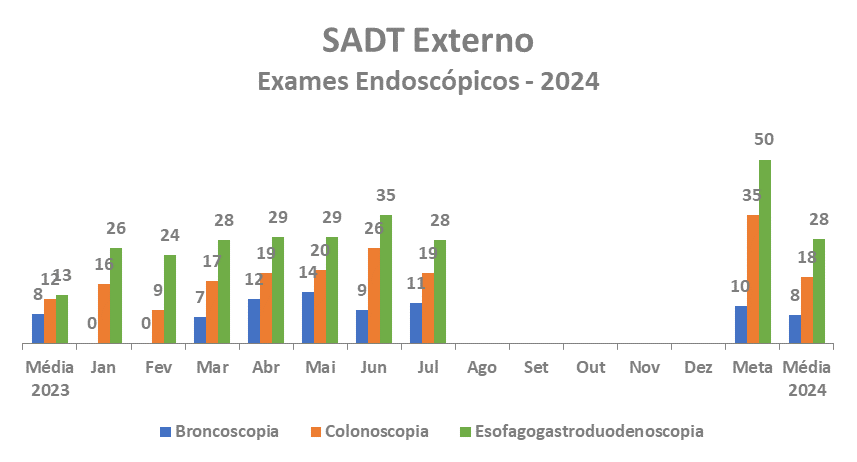 SADT Externo
Exames Endoscópicos - 2024
8 12 13
0 16 26
0 9 24
7 17 28
12 19 29
14 20 29
9 26 35
11 19 28
10 35 50
8 18 28
Média 2023 Jan Fev Mar Abr Mai Jun Jul Ago Set Out Nov Dez Meta Média 2024
Broncoscopia Colonoscopia Esofagogastroduodenoscopia